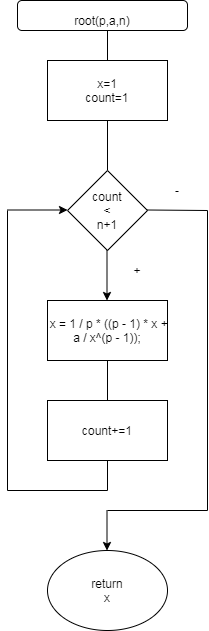 root(p,a,n)
x=1
count=1
count
<
n+1
-
+
x = 1 / p * ((p - 1) * x +
a / x^(p - 1));
count+=1
return
x